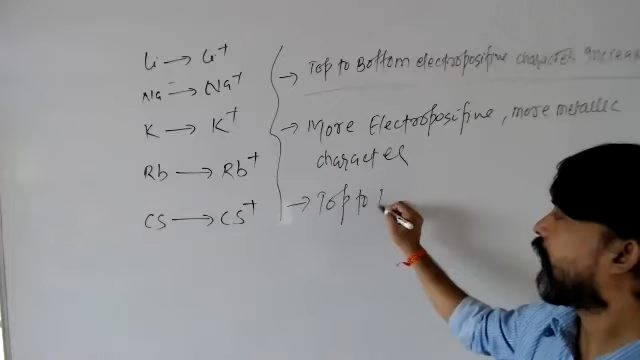 Li → Li+
Na → Na+
K → K+
Rb → Rb+
Cs → Cs+
→ Top to Bottom electropositive character increas
→ More Electropositive, more metallic
character
→ Top to